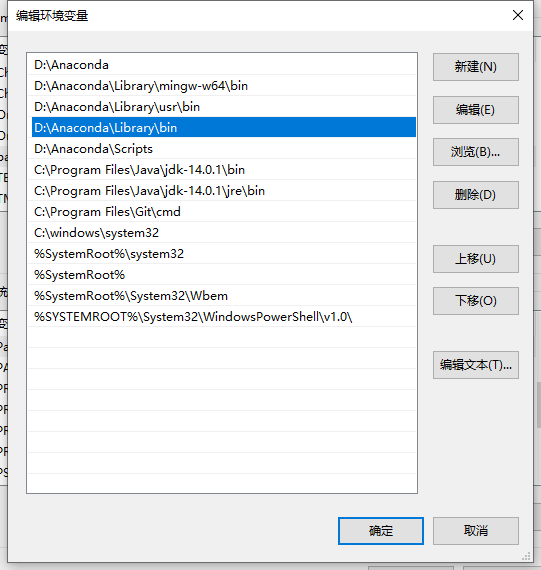 编辑环境变量
D:\Anaconda
D:\Anaconda\Library\mingw-w64\bin
D:\Anaconda\Library\usr\bin
D:\Anaconda\Library\bin
D:\Anaconda\Scripts
C:\Program Files\Java\jdk-14.0.1\bin
C:\Program Files\Java\jdk-14.0.1\jre\bin
C:\Program Files\Git\cmd
C:\windows\system32
%SystemRoot%\system32
%SystemRoot%
%SystemRoot%\System32\Wbem
%SYSTEMROOT%\System32\WindowsPowerShell\v1.0\
新建(N)
编辑(E)
浏览(B)...
删除(D)
上移(U)
下移(O)
编辑文本(T)...
确定
取消